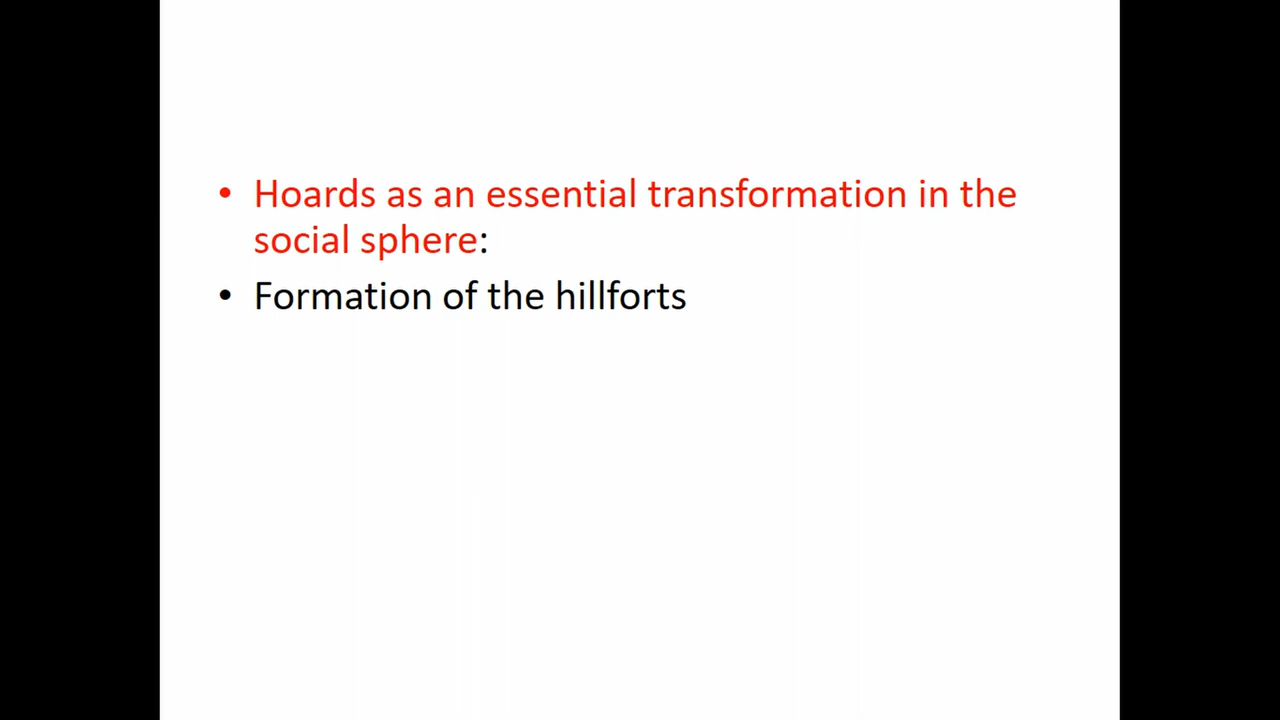 • Hoards as an essential transformation in the
social sphere:
• Formation of the hillforts